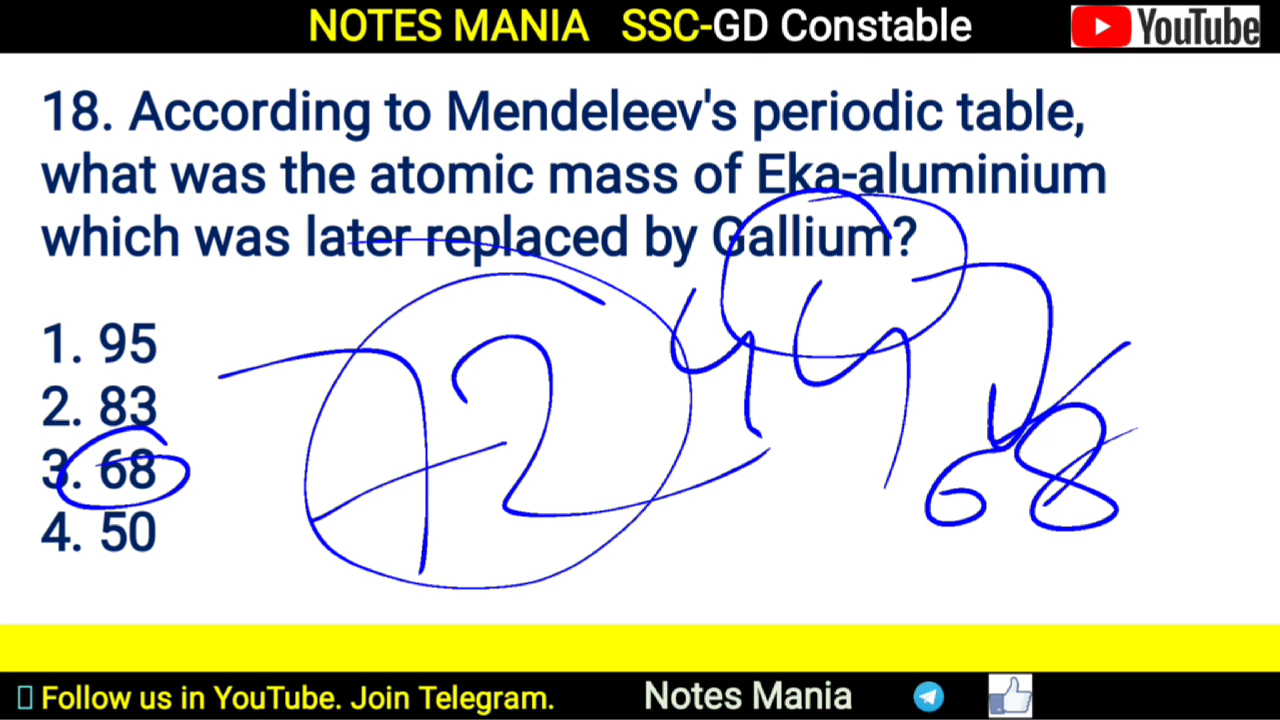 NOTES MANIA SSC-GD Constable YouTube
18. According to Mendeleev's periodic table,
what was the atomic mass of Eka-aluminium
which was later replaced by Gallium?
1. 95
2. 83
3. 68
4. 50
72
44
68
Follow us in YouTube. Join Telegram. Notes Mania